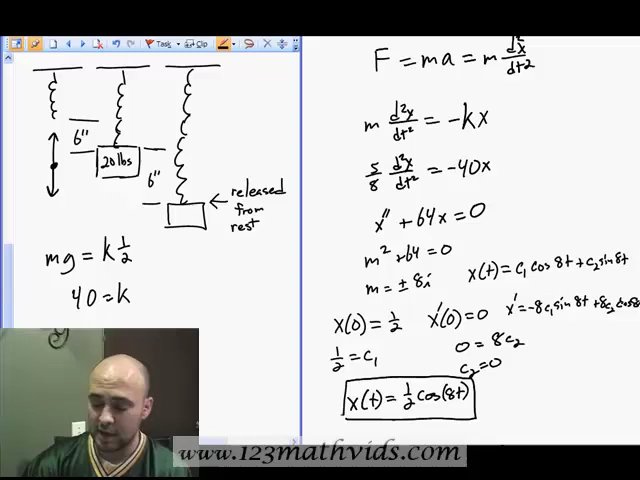 Task
Clip
6"
20 lbs
6"
released
from
rest
mg = k 1/2
40 = k
F = ma = m d²x/dt²
m d²x/dt² = -kx
5/8 d²x/dt² = -40x
x" + 64x = 0
m² + 64 = 0
m = ± 8i
x(t) = c₁ cos 8t + c₂ sin 8t
x(0) = 1/2
x'(0) = 0
x' = -8c₁ sin 8t + 8c₂ cos8
1/2 = c₁
0 = 8c₂
c₂ = 0
x(t) = 1/2 cos(8t)
www.123mathvids.com